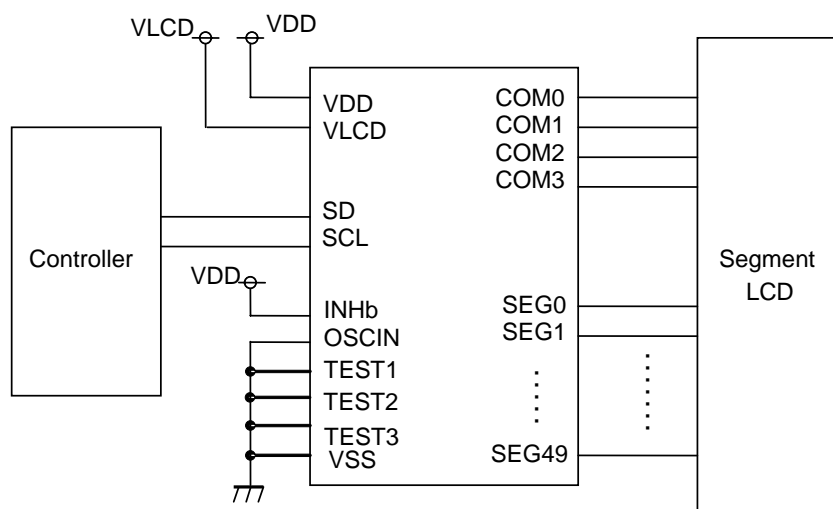 VLCD
VDD
VDD
VLCD
SD
SCL
Controller
VDD
INHb
OSCIN
TEST1
TEST2
TEST3
VSS
COM0
COM1
COM2
COM3
SEG0
SEG1
SEG49
Segment
LCD